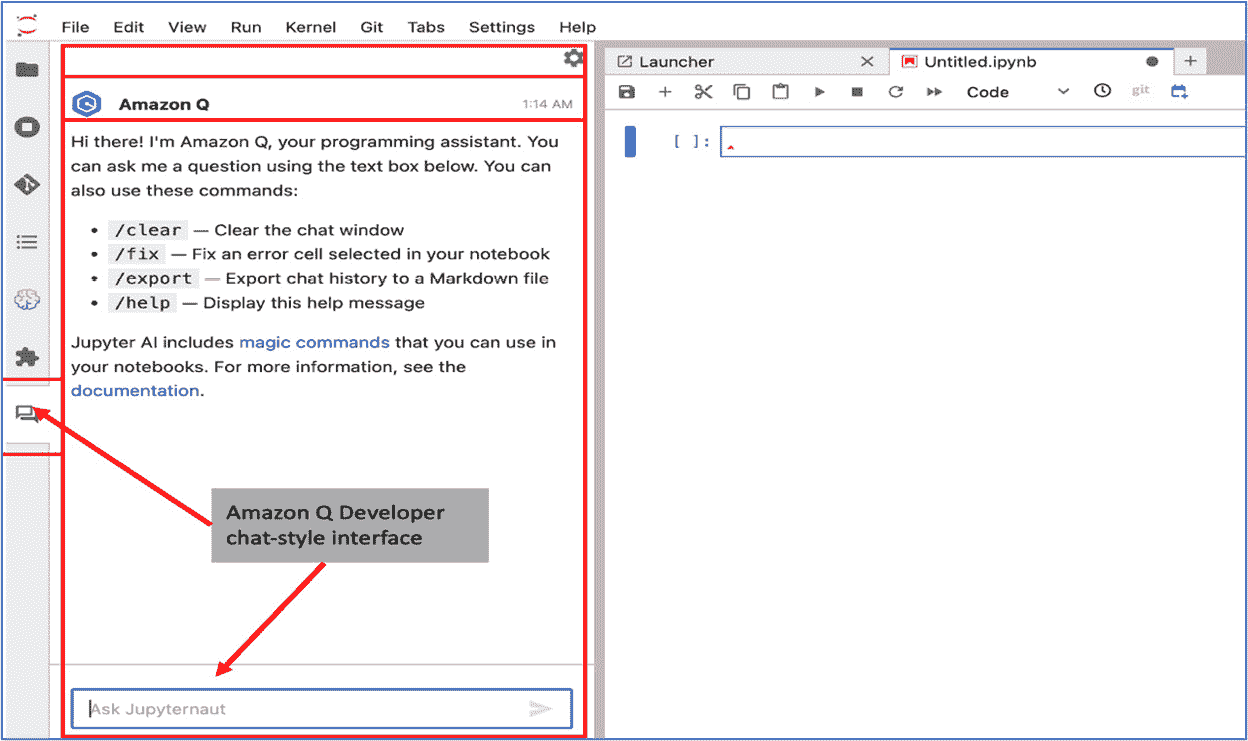 File Edit View Run Kernel Git Tabs Settings Help
Amazon Q 1:14 AM
Hi there! I'm Amazon Q, your programming assistant. You
can ask me a question using the text box below. You can
also use these commands:
• /clear — Clear the chat window
• /fix — Fix an error cell selected in your notebook
• /export — Export chat history to a Markdown file
• /help — Display this help message
Jupyter AI includes magic commands that you can use in
your notebooks. For more information, see the
documentation.
Amazon Q Developer
chat-style interface
Ask Jupyternaut
Launcher
Untitled.ipynb
Code
git
[ ]: